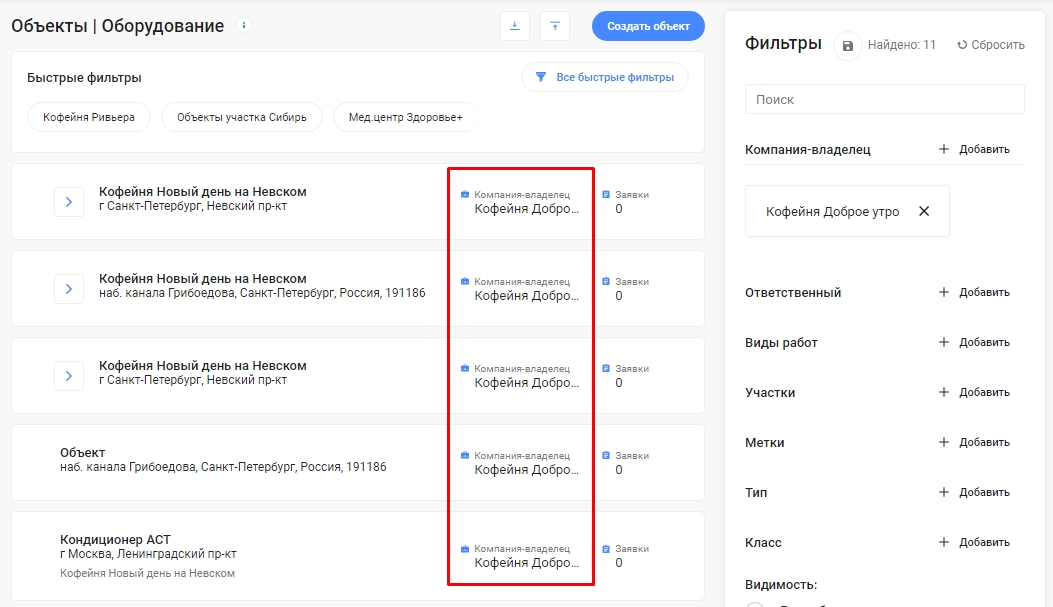 Объекты | Оборудование
Создать объект
Быстрые фильтры
Все быстрые фильтры
Кофейня Ривьера
Объекты участка Сибирь
Мед.центр Здоровье+
Кофейня Новый день на Невском
г Санкт-Петербург, Невский пр-кт
Компания-владелец
Кофейня Добро...
Заявки
0
Кофейня Новый день на Невском
наб. канала Грибоедова, Санкт-Петербург, Россия, 191186
Компания-владелец
Кофейня Добро...
Заявки
0
Кофейня Новый день на Невском
г Санкт-Петербург, Невский пр-кт
Компания-владелец
Кофейня Добро...
Заявки
0
Объект
наб. канала Грибоедова, Санкт-Петербург, Россия, 191186
Компания-владелец
Кофейня Добро...
Заявки
0
Кондиционер АСТ
г Москва, Ленинградский пр-кт
Кофейня Новый день на Невском
Компания-владелец
Кофейня Добро...
Заявки
0
Фильтры
Найдено: 11
Сбросить
Поиск
Компания-владелец
Добавить
Кофейня Доброе утро
Ответственный
Добавить
Виды работ
Добавить
Участки
Добавить
Метки
Добавить
Тип
Добавить
Класс
Добавить
Видимость: